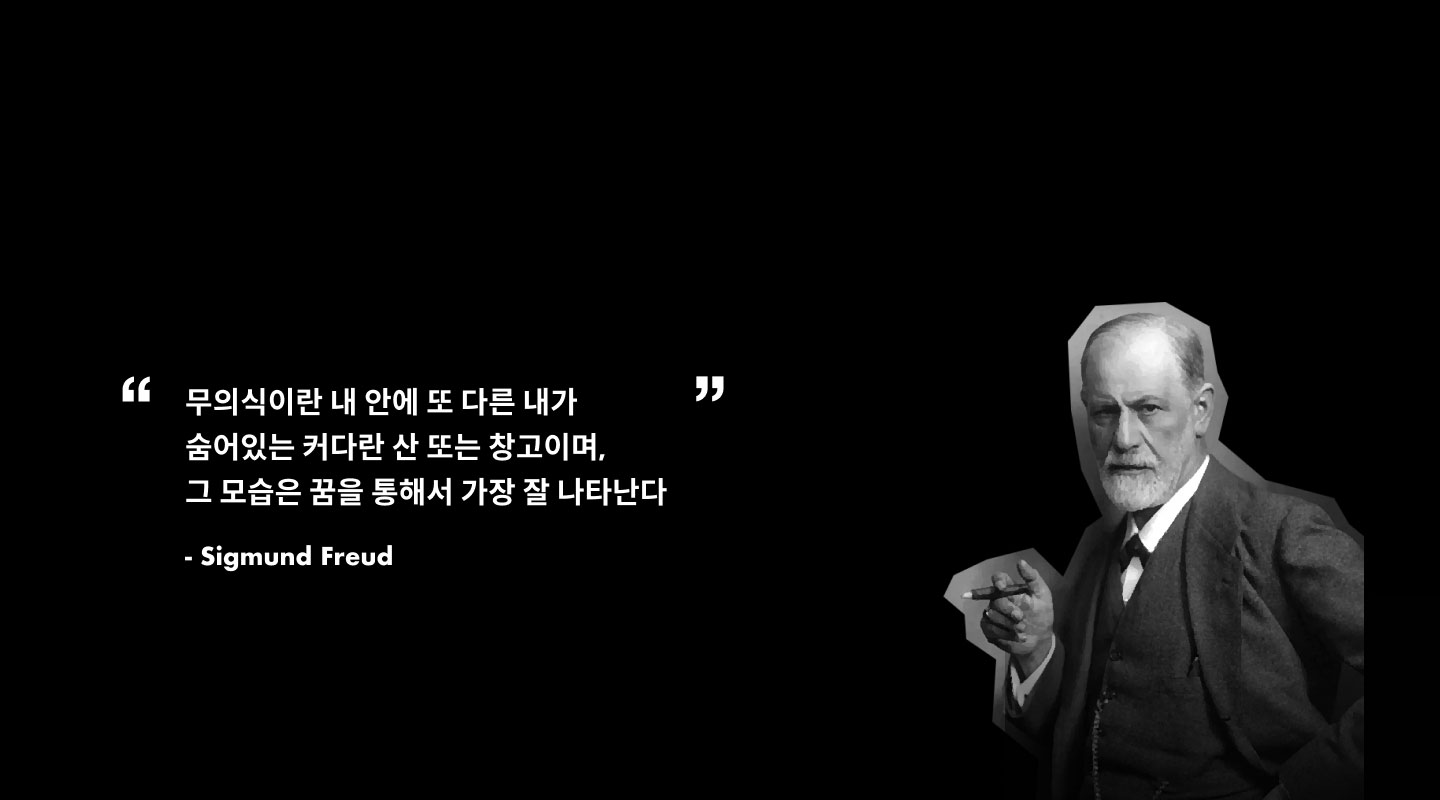 “ 무의식이란 내 안에 또 다른 내가 ”
숨어있는 커다란 산 또는 창고이며,
그 모습은 꿈을 통해서 가장 잘 나타난다
- Sigmund Freud